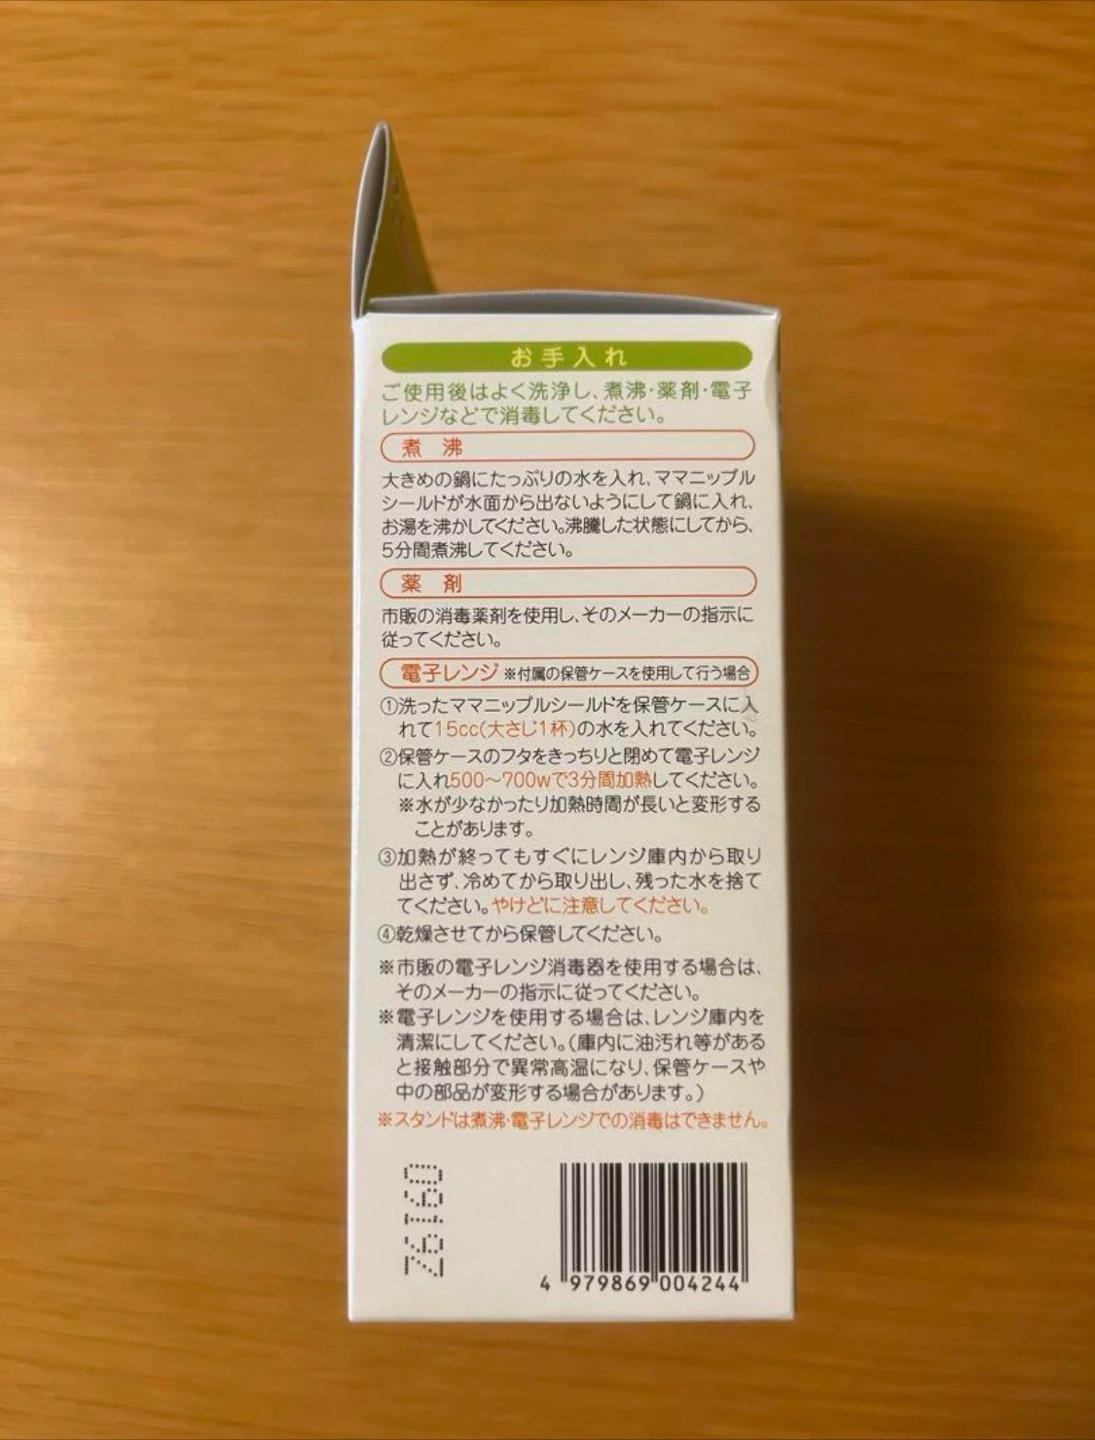 お手入れ
ご使用後はよく洗浄し、煮沸・薬剤・電子
レンジなどで消毒してください。
煮 沸
大きめの鍋にたっぷりの水を入れ、ママニップル
シールドが水面から出ないようにして鍋に入れ、
お湯を沸かしてください。沸騰した状態にしてから、
5分間煮沸してください。
薬 剤
市販の消毒薬剤を使用し、そのメーカーの指示に
従ってください。
電子レンジ ※付属の保管ケースを使用して行う場合
①洗ったママニップルシールドを保管ケースに入
れて15cc(大さじ1杯)の水を入れてください。
②保管ケースのフタをきっちりと閉めて電子レンジ
に入れ500〜700wで3分間加熱してください。
※水が少なかったり加熱時間が長いと変形する
ことがあります。
③加熱が終ってもすぐにレンジ庫内から取り
出さず、冷めてから取り出し、残った水を捨て
てください。やけどに注意してください。
④乾燥させてから保管してください。
※市販の電子レンジ消毒器を使用する場合は、
そのメーカーの指示に従ってください。
※電子レンジを使用する場合は、レンジ庫内を
清潔にしてください。(庫内に油汚れ等がある
と接触部分で異常高温になり、保管ケースや
中の部品が変形する場合があります。)
※スタンドは煮沸・電子レンジでの消毒はできません。
4 979869 004244